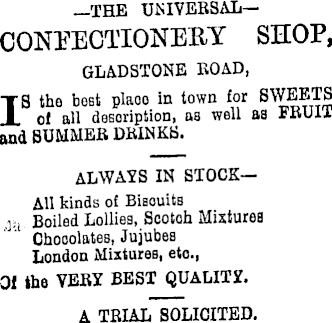 —THE UNIVERSAL—
CONFECTIONERY SHOP,
GLADSTONE ROAD,
IS the best place in town for SWEETS
of all description, as well as FRUIT
and SUMMER DRINKS.
ALWAYS IN STOCK—
All kinds of Biscuits
Boiled Lollies, Scotch Mixtures
Chocolates, Jujubes
London Mixtures, etc.,
Of the VERY BEST QUALITY.
A TRIAL SOLICITED.